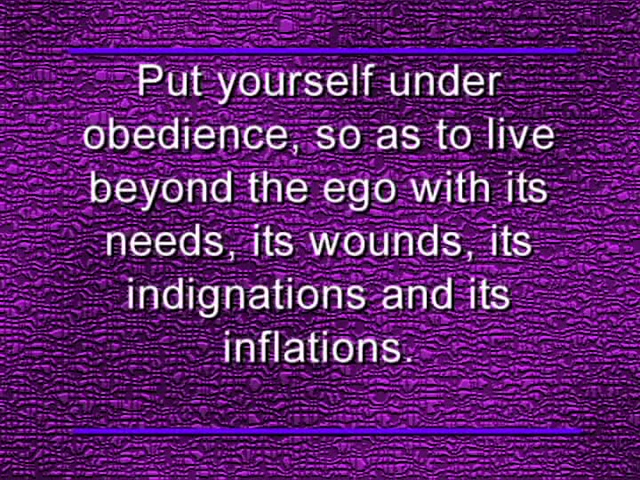 Put yourself under
obedience, so as to live
beyond the ego with its
needs, its wounds, its
indignations and its
inflations.